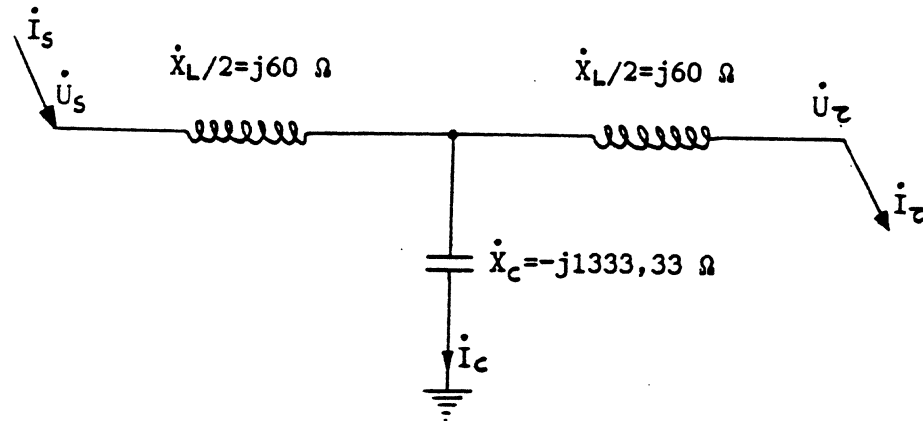 İ_S
U̇_S
Ẋ_L/2=j60 Ω
Ẋ_L/2=j60 Ω
U̇_τ
İ_τ
Ẋ_C=-j1333,33 Ω
İ_C